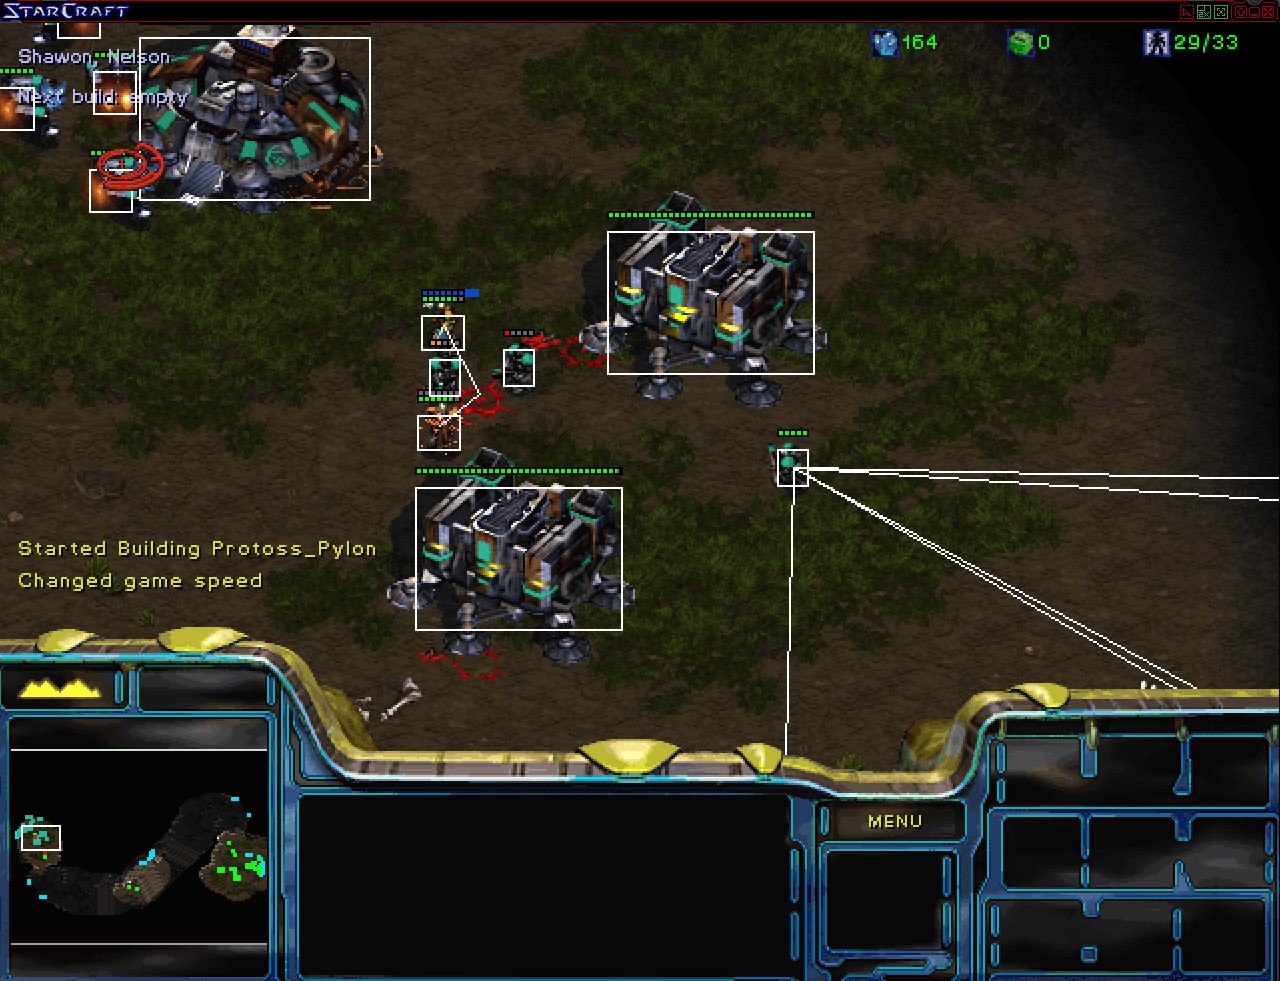 STARCRAFT
164
0
29/33
Shawon, Nelson
Next build: empty
Started Building Protoss_Pylon
Changed game speed
MENU